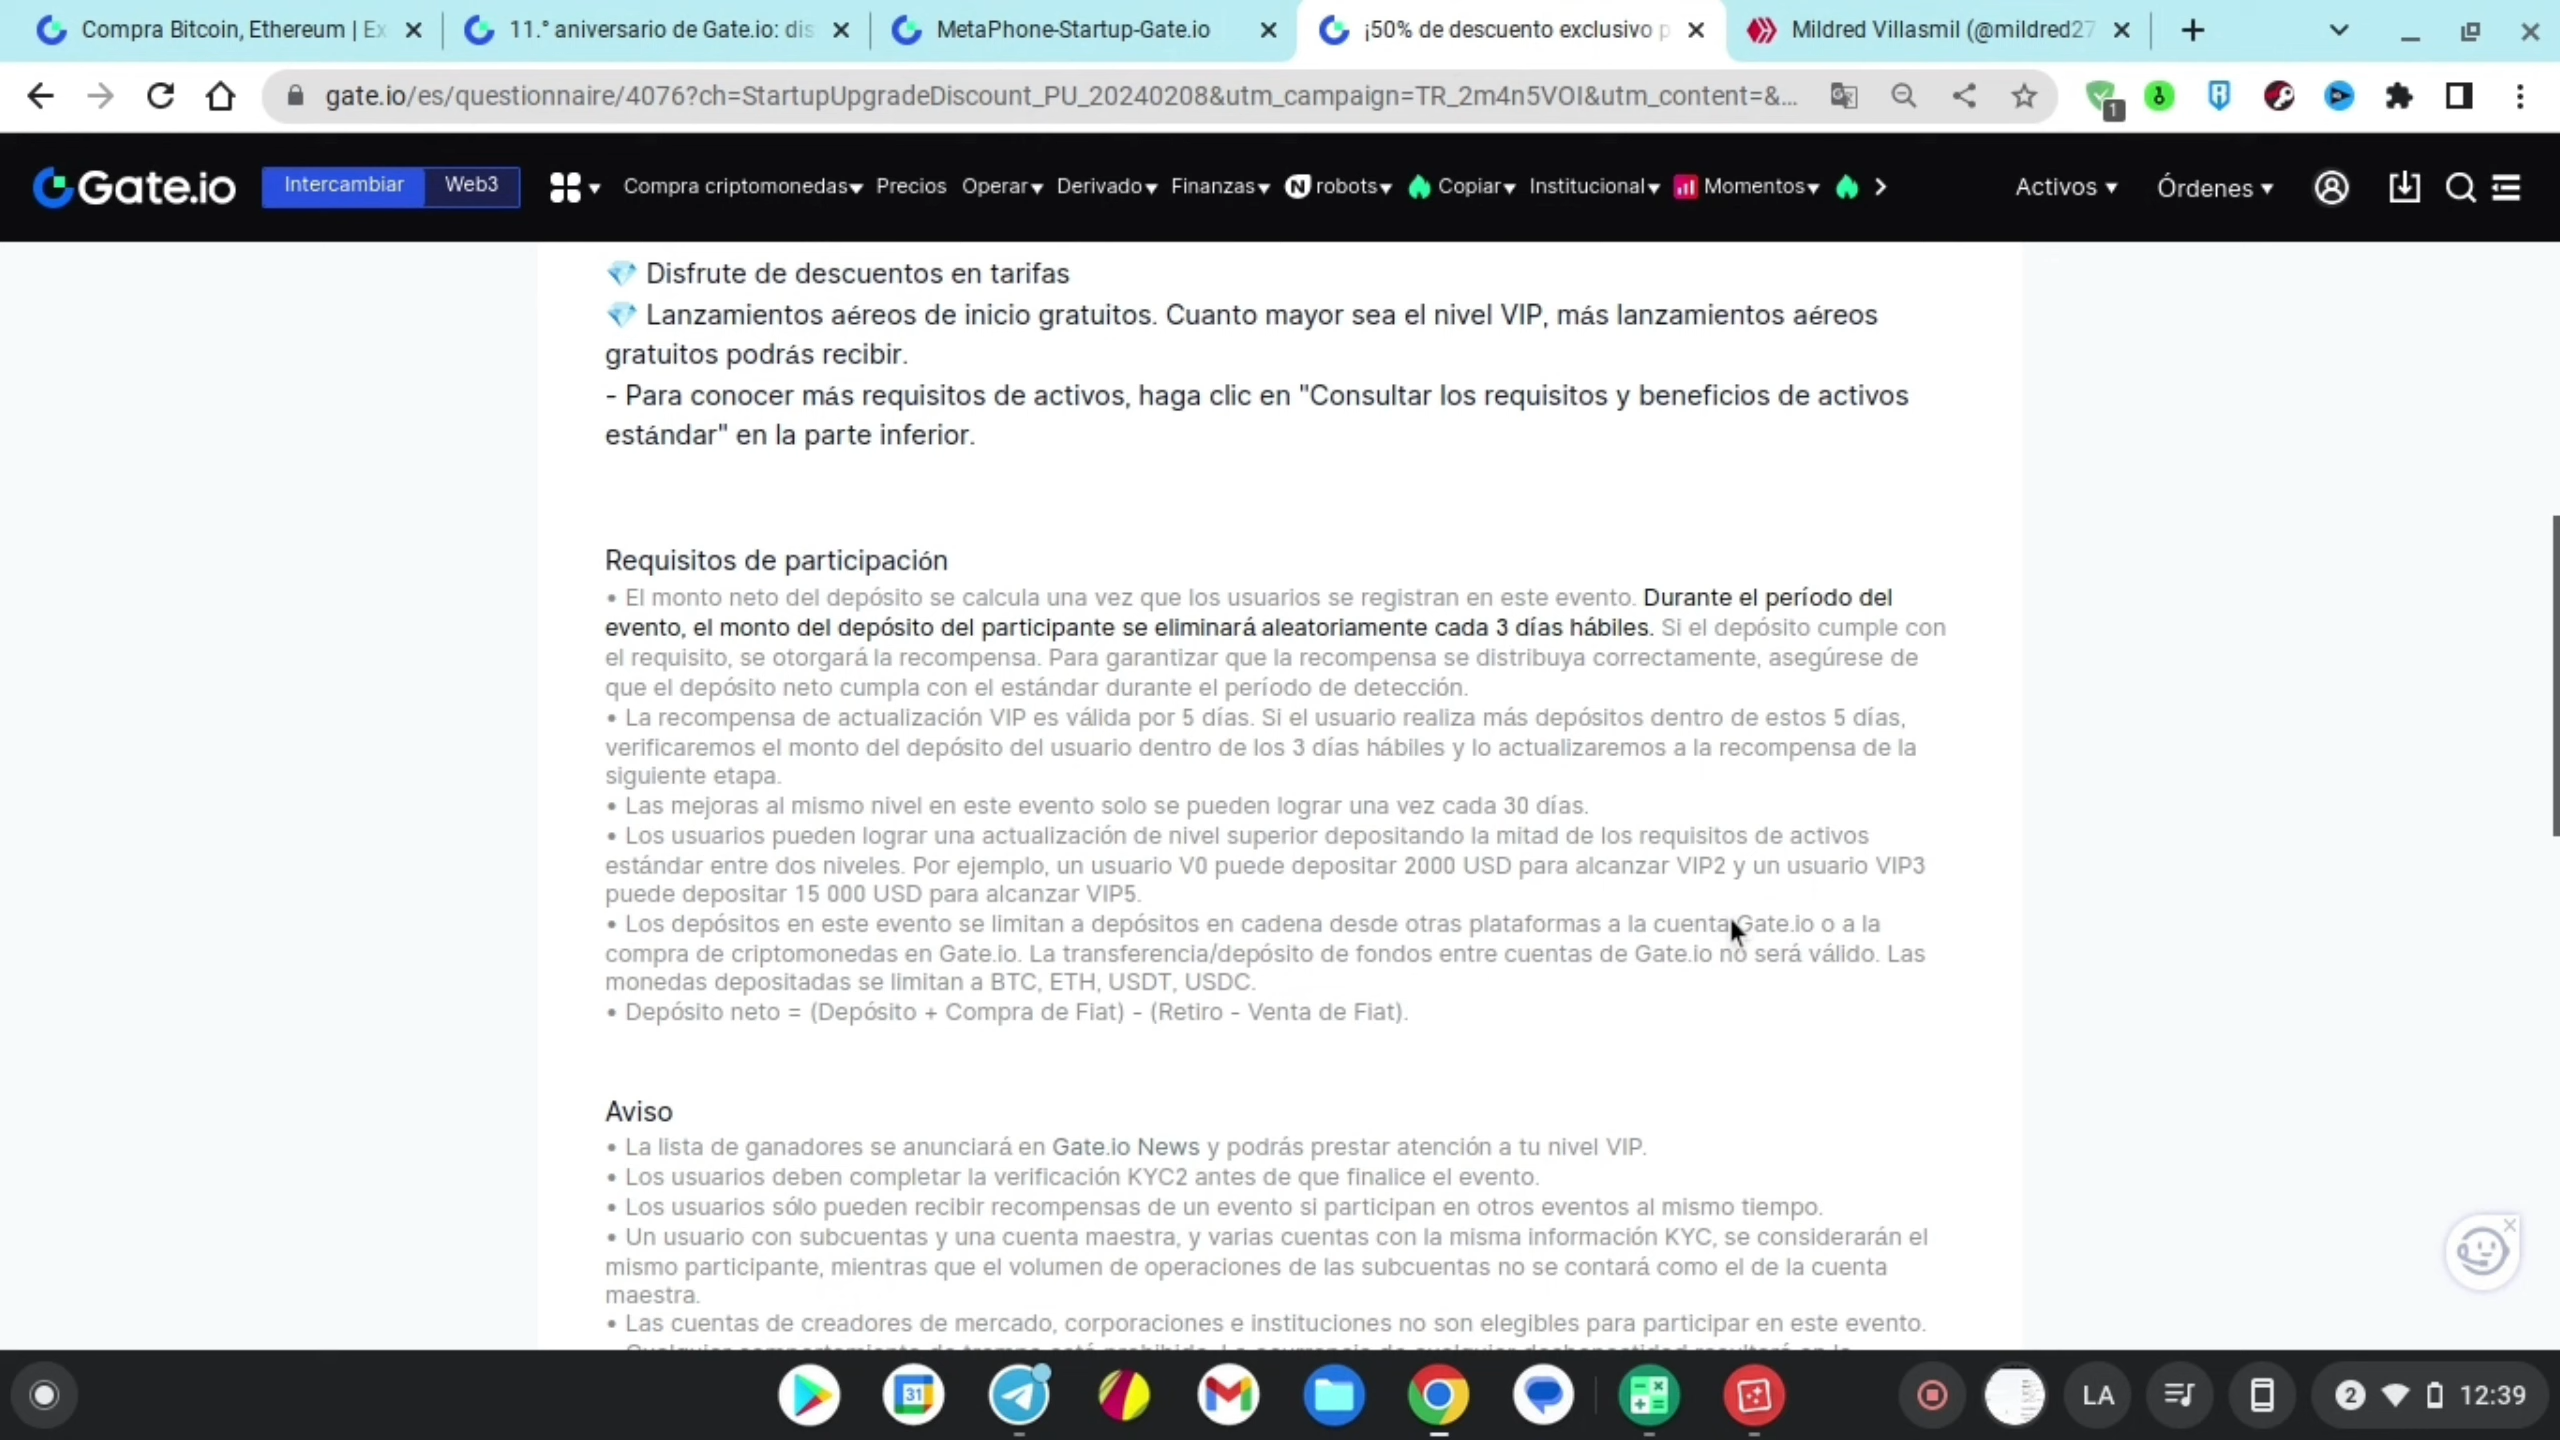 Compra Bitcoin, Ethereum | Ex
11.° aniversario de Gate.io: dis
MetaPhone-Startup-Gate.io
¡50% de descuento exclusivo p
Mildred Villasmil (@mildred27
gate.io/es/questionnaire/4076?ch=StartupUpgradeDiscount_PU_20240208&utm_campaign=TR_2m4n5VOI&utm_content=&...
1
Gate.io
Intercambiar
Web3
Compra criptomonedas
Precios
Operar
Derivado
Finanzas
robots
Copiar
Institucional
Momentos
Activos
Órdenes
💎 Disfrute de descuentos en tarifas
💎 Lanzamientos aéreos de inicio gratuitos. Cuanto mayor sea el nivel VIP, más lanzamientos aéreos
gratuitos podrás recibir.
- Para conocer más requisitos de activos, haga clic en "Consultar los requisitos y beneficios de activos
estándar" en la parte inferior.
Requisitos de participación
• El monto neto del depósito se calcula una vez que los usuarios se registran en este evento. Durante el período del
evento, el monto del depósito del participante se eliminará aleatoriamente cada 3 días hábiles. Si el depósito cumple con
el requisito, se otorgará la recompensa. Para garantizar que la recompensa se distribuya correctamente, asegúrese de
que el depósito neto cumpla con el estándar durante el período de detección.
• La recompensa de actualización VIP es válida por 5 días. Si el usuario realiza más depósitos dentro de estos 5 días,
verificaremos el monto del depósito del usuario dentro de los 3 días hábiles y lo actualizaremos a la recompensa de la
siguiente etapa.
• Las mejoras al mismo nivel en este evento solo se pueden lograr una vez cada 30 días.
• Los usuarios pueden lograr una actualización de nivel superior depositando la mitad de los requisitos de activos
estándar entre dos niveles. Por ejemplo, un usuario V0 puede depositar 2000 USD para alcanzar VIP2 y un usuario VIP3
puede depositar 15 000 USD para alcanzar VIP5.
• Los depósitos en este evento se limitan a depósitos en cadena desde otras plataformas a la cuenta Gate.io o a la
compra de criptomonedas en Gate.io. La transferencia/depósito de fondos entre cuentas de Gate.io no será válido. Las
monedas depositadas se limitan a BTC, ETH, USDT, USDC.
• Depósito neto = (Depósito + Compra de Fiat) - (Retiro - Venta de Fiat).
Aviso
• La lista de ganadores se anunciará en Gate.io News y podrás prestar atención a tu nivel VIP.
• Los usuarios deben completar la verificación KYC2 antes de que finalice el evento.
• Los usuarios sólo pueden recibir recompensas de un evento si participan en otros eventos al mismo tiempo.
• Un usuario con subcuentas y una cuenta maestra, y varias cuentas con la misma información KYC, se considerarán el
mismo participante, mientras que el volumen de operaciones de las subcuentas no se contará como el de la cuenta
maestra.
• Las cuentas de creadores de mercado, corporaciones e instituciones no son elegibles para participar en este evento.
31
LA
2
12:39